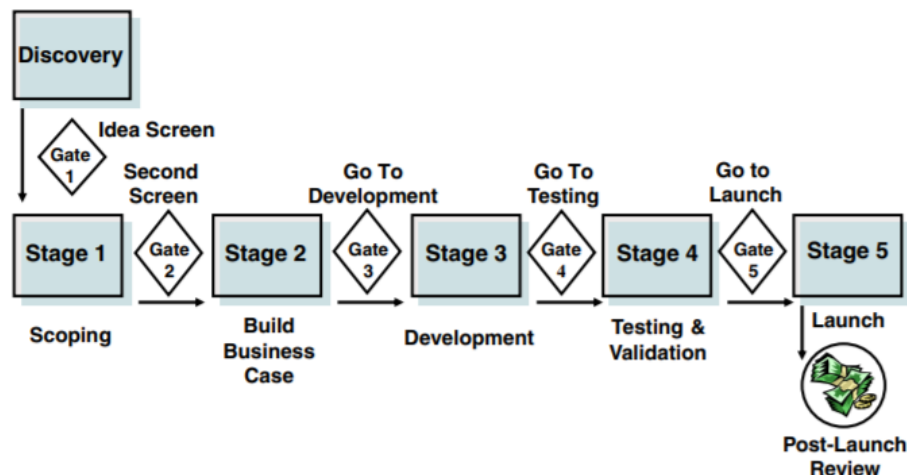 Discovery
Idea Screen
Gate
1
Second
Screen
Go To
Development
Go To
Testing
Go to
Launch
Stage 1
Gate
2
Stage 2
Gate
3
Stage 3
Gate
4
Stage 4
Gate
5
Stage 5
Scoping
Build
Business
Case
Development
Testing &
Validation
Launch
Post-Launch
Review